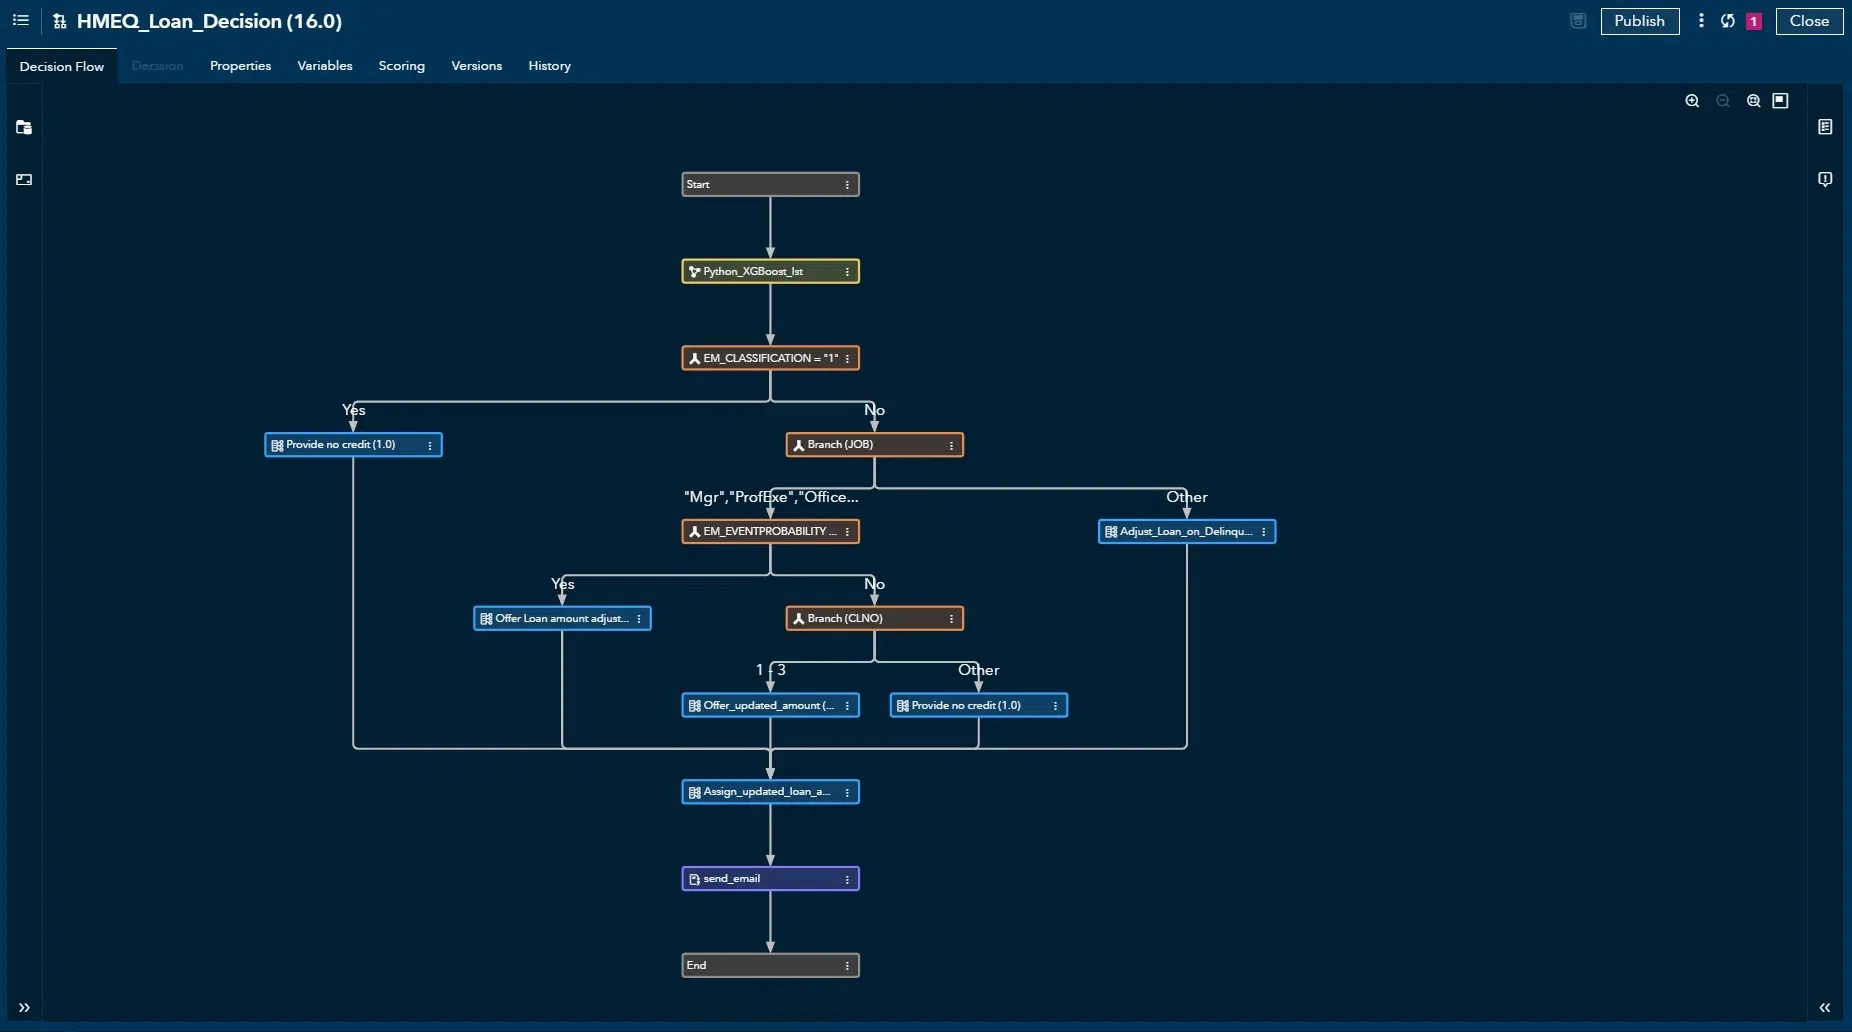 HMEQ_Loan_Decision (16.0)
Publish
1
Close
Decision Flow
Decision
Properties
Variables
Scoring
Versions
History
Start
Python_XGBoost_lst
EM_CLASSIFICATION = "1"
Yes
No
Provide no credit (1.0)
Branch (JOB)
"Mgr","ProfExe","Office...
Other
EM_EVENTPROBABILITY ...
Adjust_Loan_on_Delinqu...
Yes
No
Offer Loan amount adjust...
Branch (CLNO)
1 - 3
Other
Offer_updated_amount (...
Provide no credit (1.0)
Assign_updated_loan_a...
send_email
End